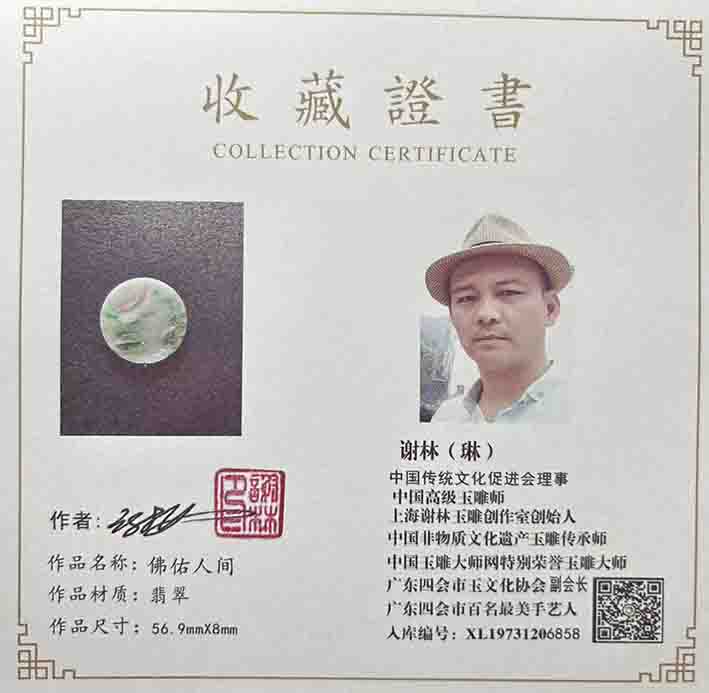 收藏證書
COLLECTION CERTIFICATE
谢林（琳）
中国传统文化促进会理事
中国高级玉雕师
上海谢林玉雕创作室创始人
中国非物质文化遗产玉雕传承师
中国玉雕大师网特别荣誉玉雕大师
广东四会市玉文化协会副会长
广东四会市百名最美手艺人
入库编号：XL19731206858
作者：
谢林
作品名称：佛佑人间
作品材质：翡翠
作品尺寸：56.9mmX8mm